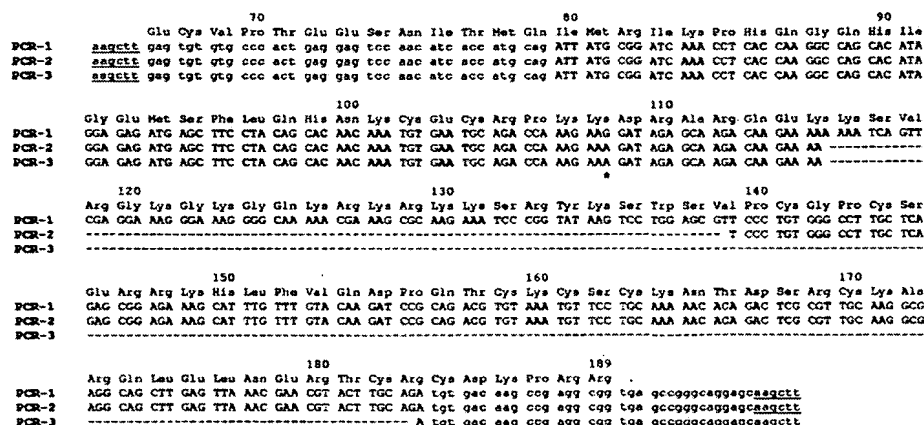 70 80 90
Glu Cys Val Pro Thr Glu Glu Ser Asn Ile Thr Met Gln Ile Met Arg Ile Lys Pro His Gln Gly Gln His Ile
PCR-1 aagctt gag tgt gtg ccc act gag gag tcc aac atc acc atg cag ATT ATG CGG ATC AAA CCT CAC CAA GGC CAG CAC ATA
PCR-2 aagctt gag tgt gtg ccc act gag gag tcc aac atc acc atg cag ATT ATG CGG ATC AAA CCT CAC CAA GGC CAG CAC ATA
PCR-3 aagctt gag tgt gtg ccc act gag gag tcc aac atc acc atg cag ATT ATG CGG ATC AAA CCT CAC CAA GGC CAG CAC ATA
100 110
Gly Glu Met Ser Phe Leu Gln His Asn Lys Cys Glu Cys Arg Pro Lys Lys Asp Arg Ala Arg Gln Glu Lys Lys Ser Val
PCR-1 GGA GAG ATG AGC TTC CTA CAG CAC AAC AAA TGT GAA TGC AGA CCA AAG AAG GAT AGA GCA AGA CAA GAA AAA AAA TCA GTT
PCR-2 GGA GAG ATG AGC TTC CTA CAG CAC AAC AAA TGT GAA TGC AGA CCA AAG AAA GAT AGA GCA AGA CAA GAA AA ------------
PCR-3 GGA GAG ATG AGC TTC CTA CAG CAC AAC AAA TGT GAA TGC AGA CCA AAG AAA GAT AGA GCA AGA CAA GAA AA ------------
*
120 130 140
Arg Gly Lys Gly Lys Gly Gln Lys Arg Lys Arg Lys Lys Ser Arg Tyr Lys Ser Trp Ser Val Pro Cys Gly Pro Cys Ser
PCR-1 CGA GGA AAG GGA AAG GGG CAA AAA CGA AAG CGC AAG AAA TCC CGG TAT AAG TCC TGG AGC GTT CCC TGT GGG CCT TGC TCA
PCR-2 ------------ T CCC TGT GGG CCT TGC TCA
PCR-3 ------------
150 160 170
Glu Arg Arg Lys His Leu Phe Val Gln Asp Pro Gln Thr Cys Lys Cys Ser Cys Lys Asn Thr Asp Ser Arg Cys Lys Ala
PCR-1 GAG CGG AGA AAG CAT TTG TTT GTA CAA GAT CCG CAG ACG TGT AAA TGT TCC TGC AAA AAC ACA GAC TCG CGT TGC AAG GCG
PCR-2 GAG CGG AGA AAG CAT TTG TTT GTA CAA GAT CCG CAG ACG TGT AAA TGT TCC TGC AAA AAC ACA GAC TCG CGT TGC AAG GCG
PCR-3 ------------
180 189
Arg Gln Leu Glu Leu Asn Glu Arg Thr Cys Arg Cys Asp Lys Pro Arg Arg
PCR-1 AGG CAG CTT GAG TTA AAC GAA CGT ACT TGC AGA tgt gac aag ccg agg cgg tga gccgggcaggagcaagctt
PCR-2 AGG CAG CTT GAG TTA AAC GAA CGT ACT TGC AGA tgt gac aag ccg agg cgg tga gccgggcaggagcaagctt
PCR-3 ------------ A tgt gac aag ccg agg cgg tga gccgggcaggagcaagctt